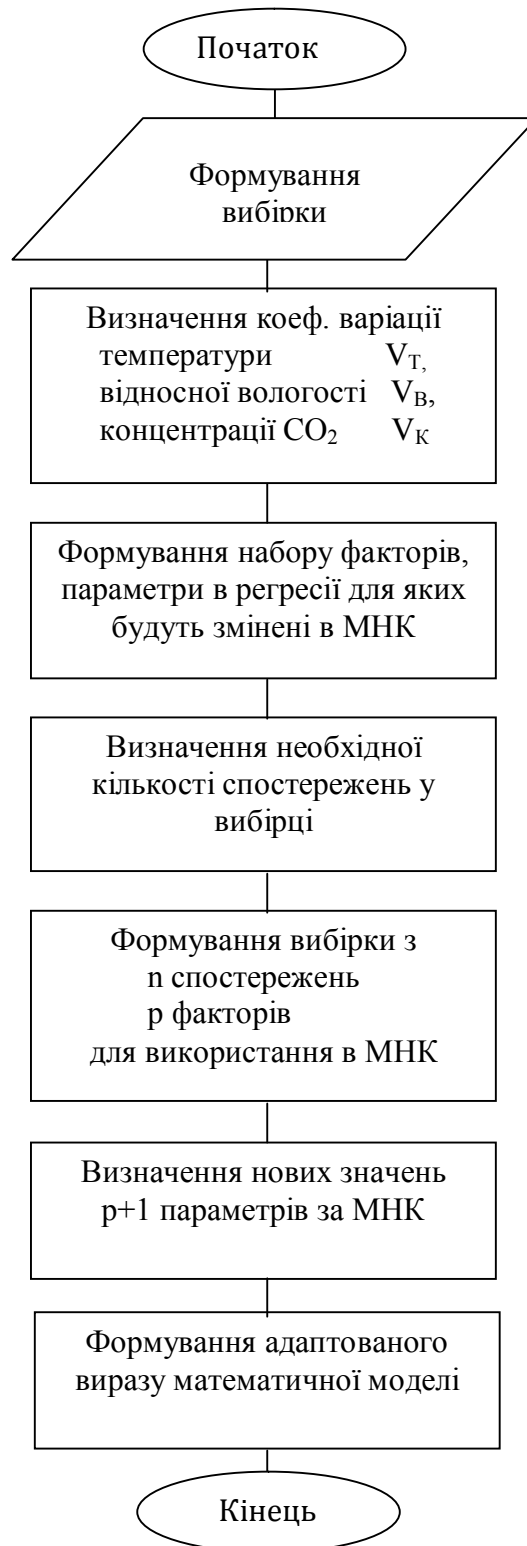 Початок
Формування
вибірки
Визначення коеф. варіації
температури V_T,
відносної вологості V_В,
концентрації CO₂ V_К
Формування набору факторів,
параметри в регресії для яких
будуть змінені в МНК
Визначення необхідної
кількості спостережень у
вибірці
Формування вибірки з
n спостережень
p факторів
для використання в МНК
Визначення нових значень
p+1 параметрів за МНК
Формування адаптованого
виразу математичної моделі
Кінець